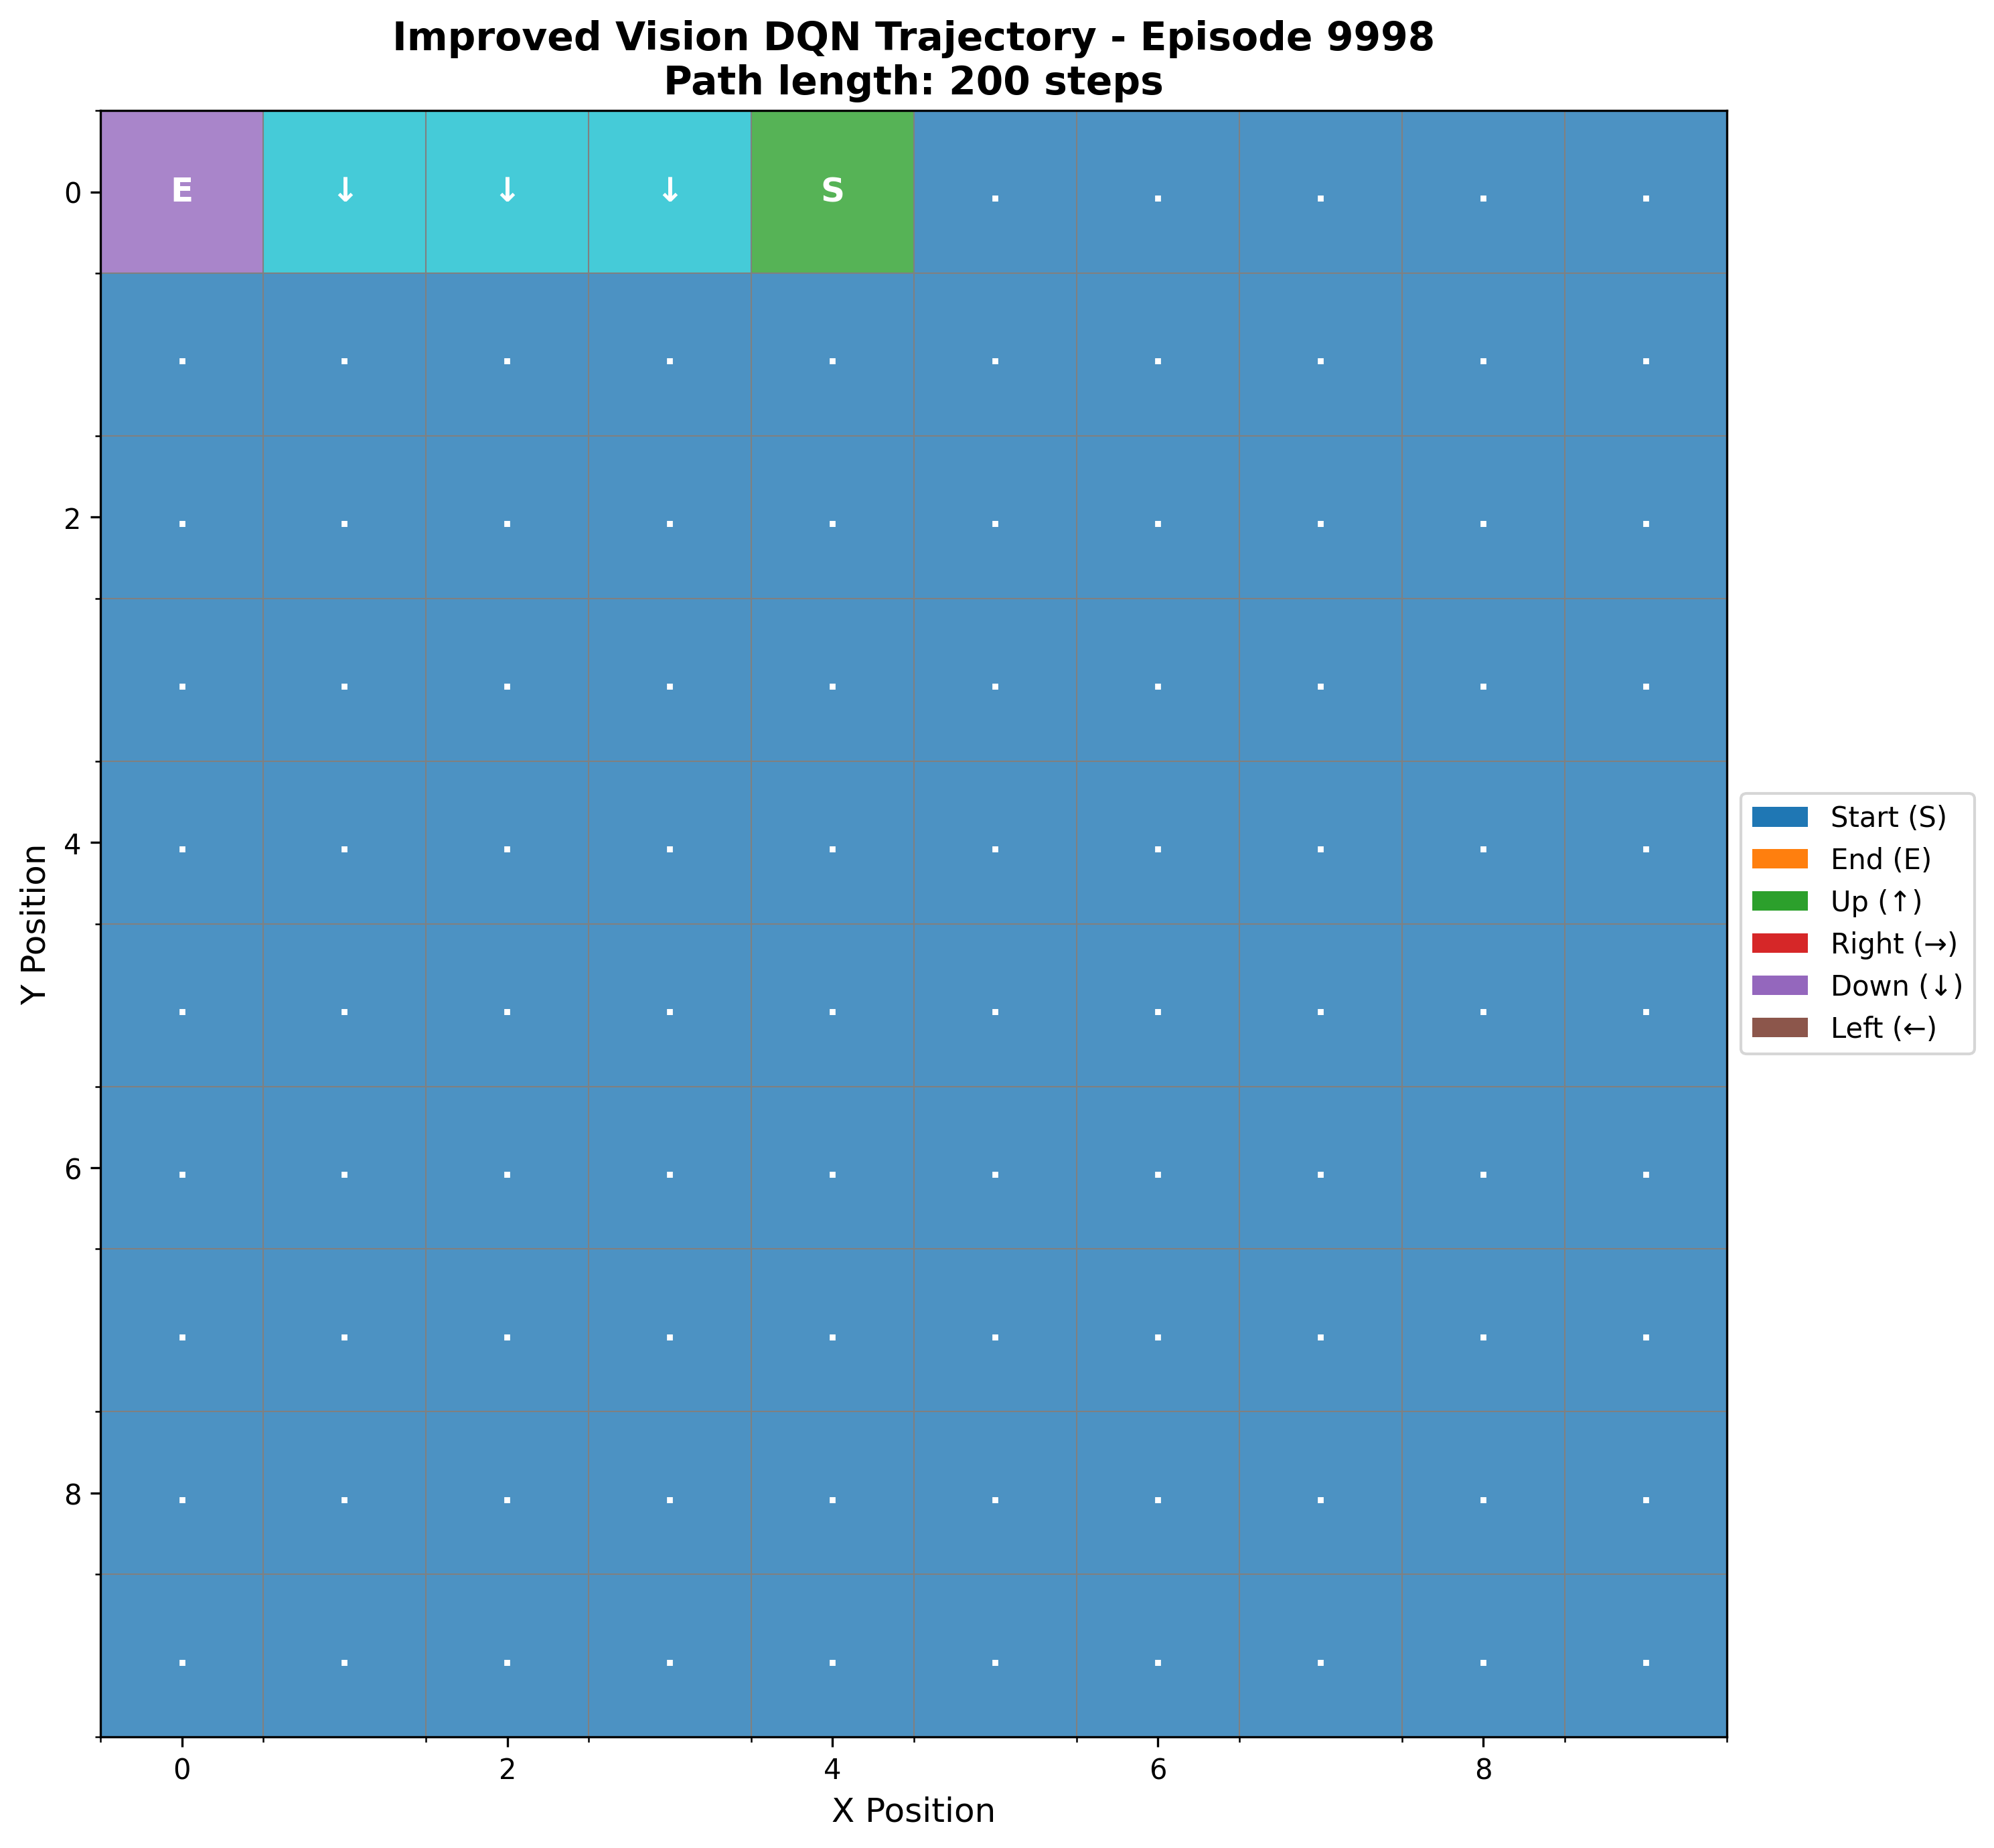 Improved Vision DQN Trajectory - Episode 9998
Path length: 200 steps
E ↓ ↓ ↓ S . . . . .
. . . . . . . . . .
. . . . . . . . . .
. . . . . . . . . .
. . . . . . . . . .
. . . . . . . . . .
. . . . . . . . . .
. . . . . . . . . .
. . . . . . . . . .
. . . . . . . . . .
0
2
4
6
8
Y Position
0 2 4 6 8
X Position
Start (S)
End (E)
Up (↑)
Right (→)
Down (↓)
Left (←)